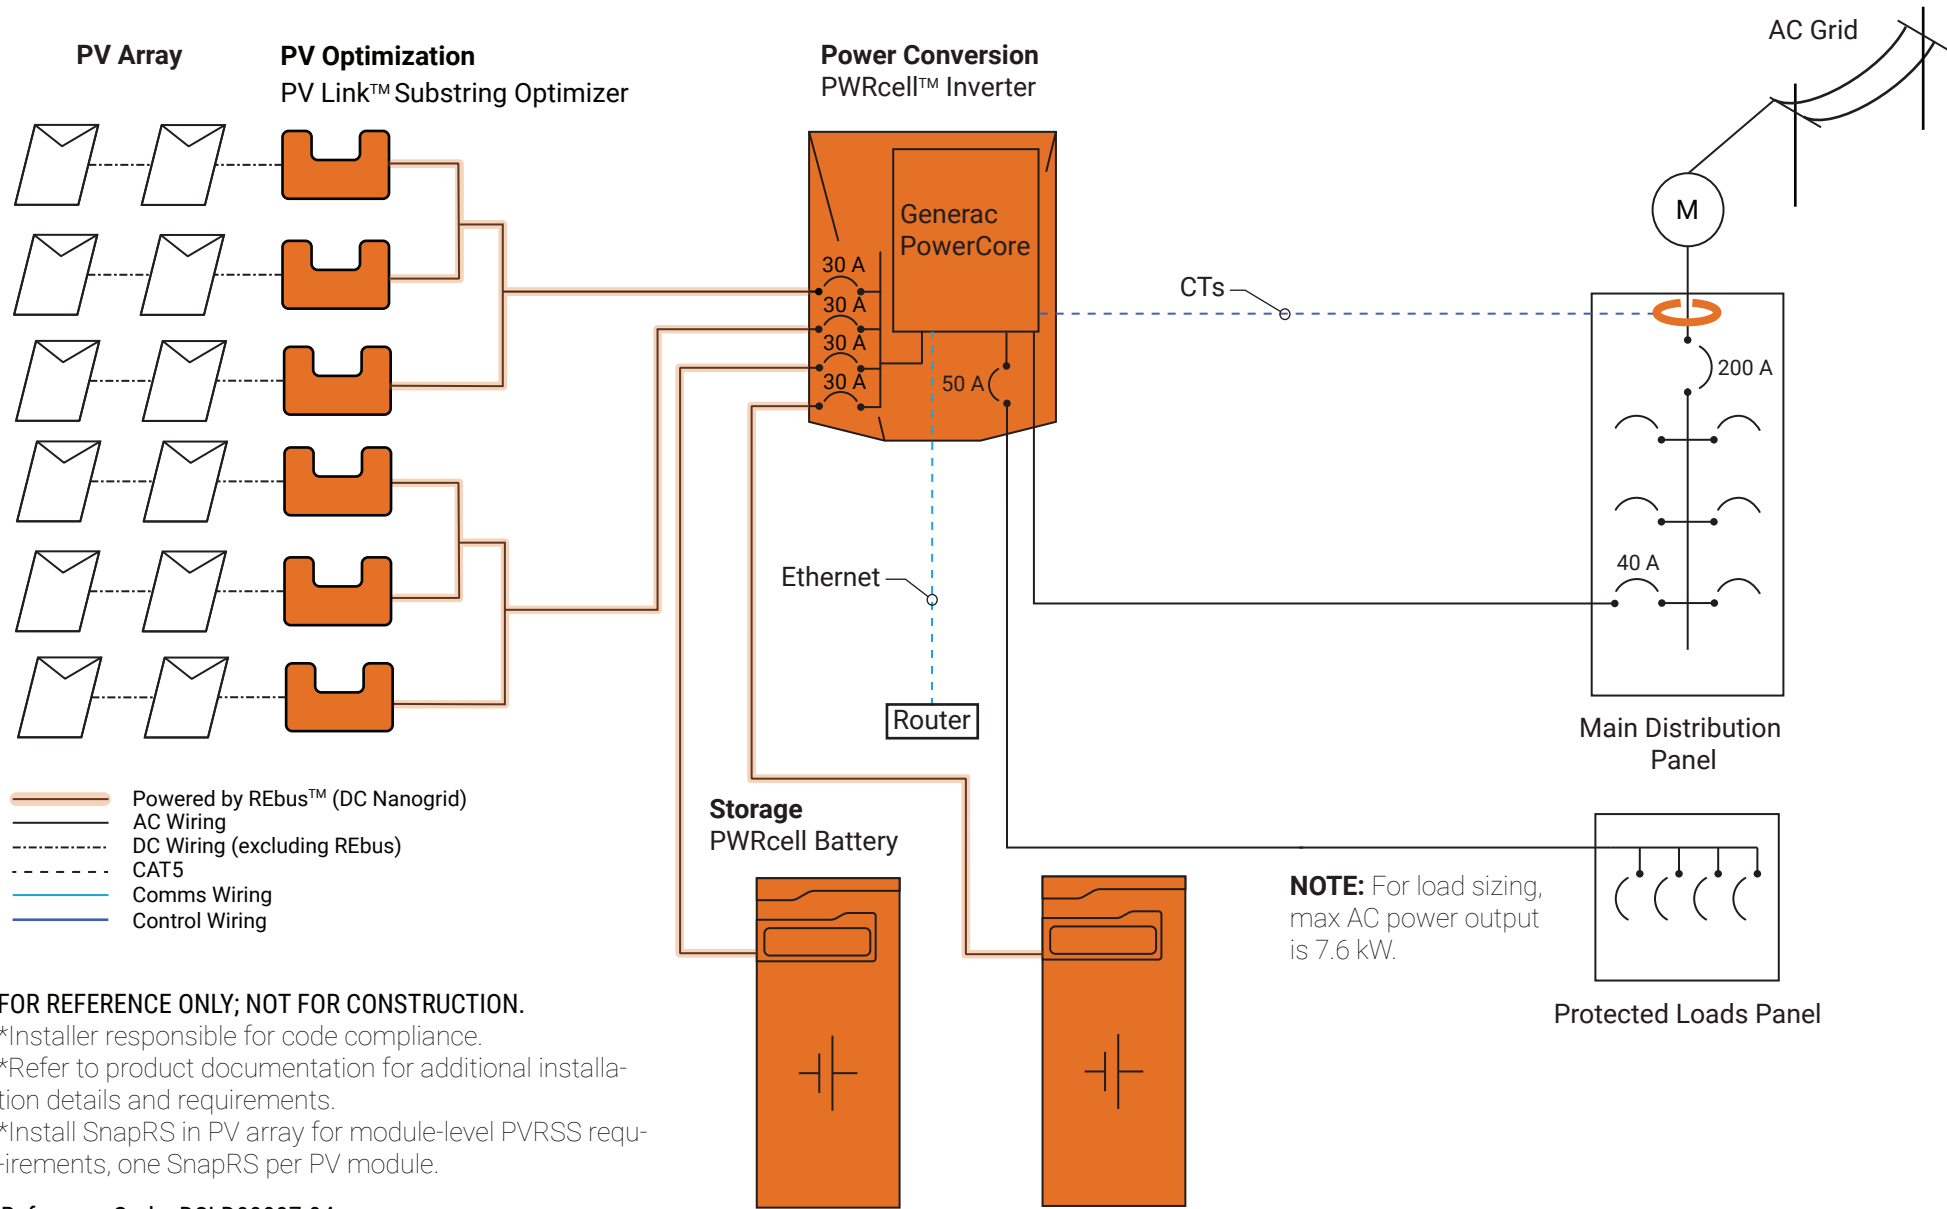 PV Array
PV Optimization
PV Link™ Substring Optimizer
Power Conversion
PWRcell™ Inverter
AC Grid
M
Generac
PowerCore
30 A
30 A
30 A
30 A
50 A
CTs
200 A
40 A
Ethernet
Router
Main Distribution
Panel
Powered by REbus™ (DC Nanogrid)
AC Wiring
DC Wiring (excluding REbus)
CAT5
Comms Wiring
Control Wiring
Storage
PWRcell Battery
NOTE: For load sizing,
max AC power output
is 7.6 kW.
Protected Loads Panel
FOR REFERENCE ONLY; NOT FOR CONSTRUCTION.
*Installer responsible for code compliance.
*Refer to product documentation for additional installa-
tion details and requirements.
*Install SnapRS in PV array for module-level PVRSS requ-
-irements, one SnapRS per PV module.